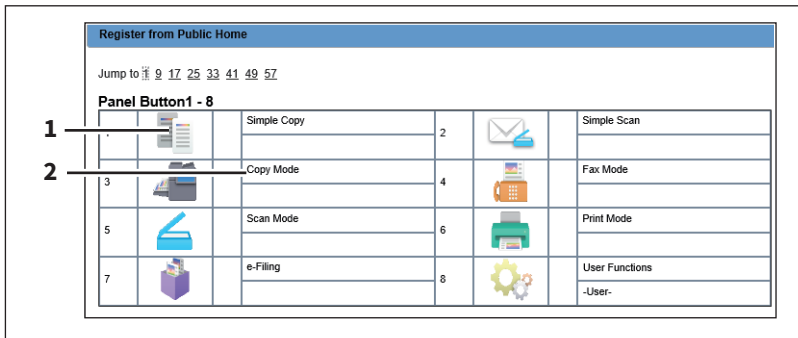 Register from Public Home
Jump to 1 9 17 25 33 41 49 57
Panel Button1 - 8
1
Simple Copy
2
Simple Scan
2
3
Copy Mode
4
Fax Mode
5
Scan Mode
6
Print Mode
7
e-Filing
8
User Functions
-User-